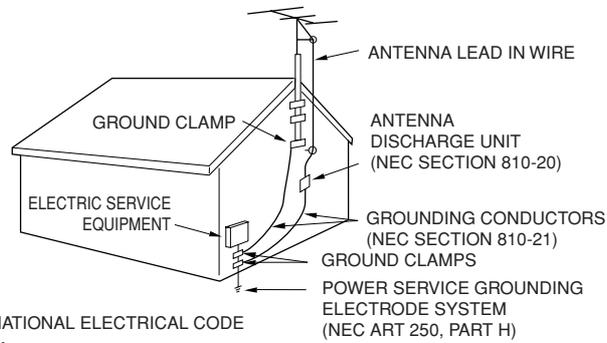 ANTENNA LEAD IN WIRE
GROUND CLAMP
ANTENNA
DISCHARGE UNIT
(NEC SECTION 810-20)
ELECTRIC SERVICE
EQUIPMENT
GROUNDING CONDUCTORS
(NEC SECTION 810-21)
GROUND CLAMPS
POWER SERVICE GROUNDING
ELECTRODE SYSTEM
(NEC ART 250, PART H)
NATIONAL ELECTRICAL CODE